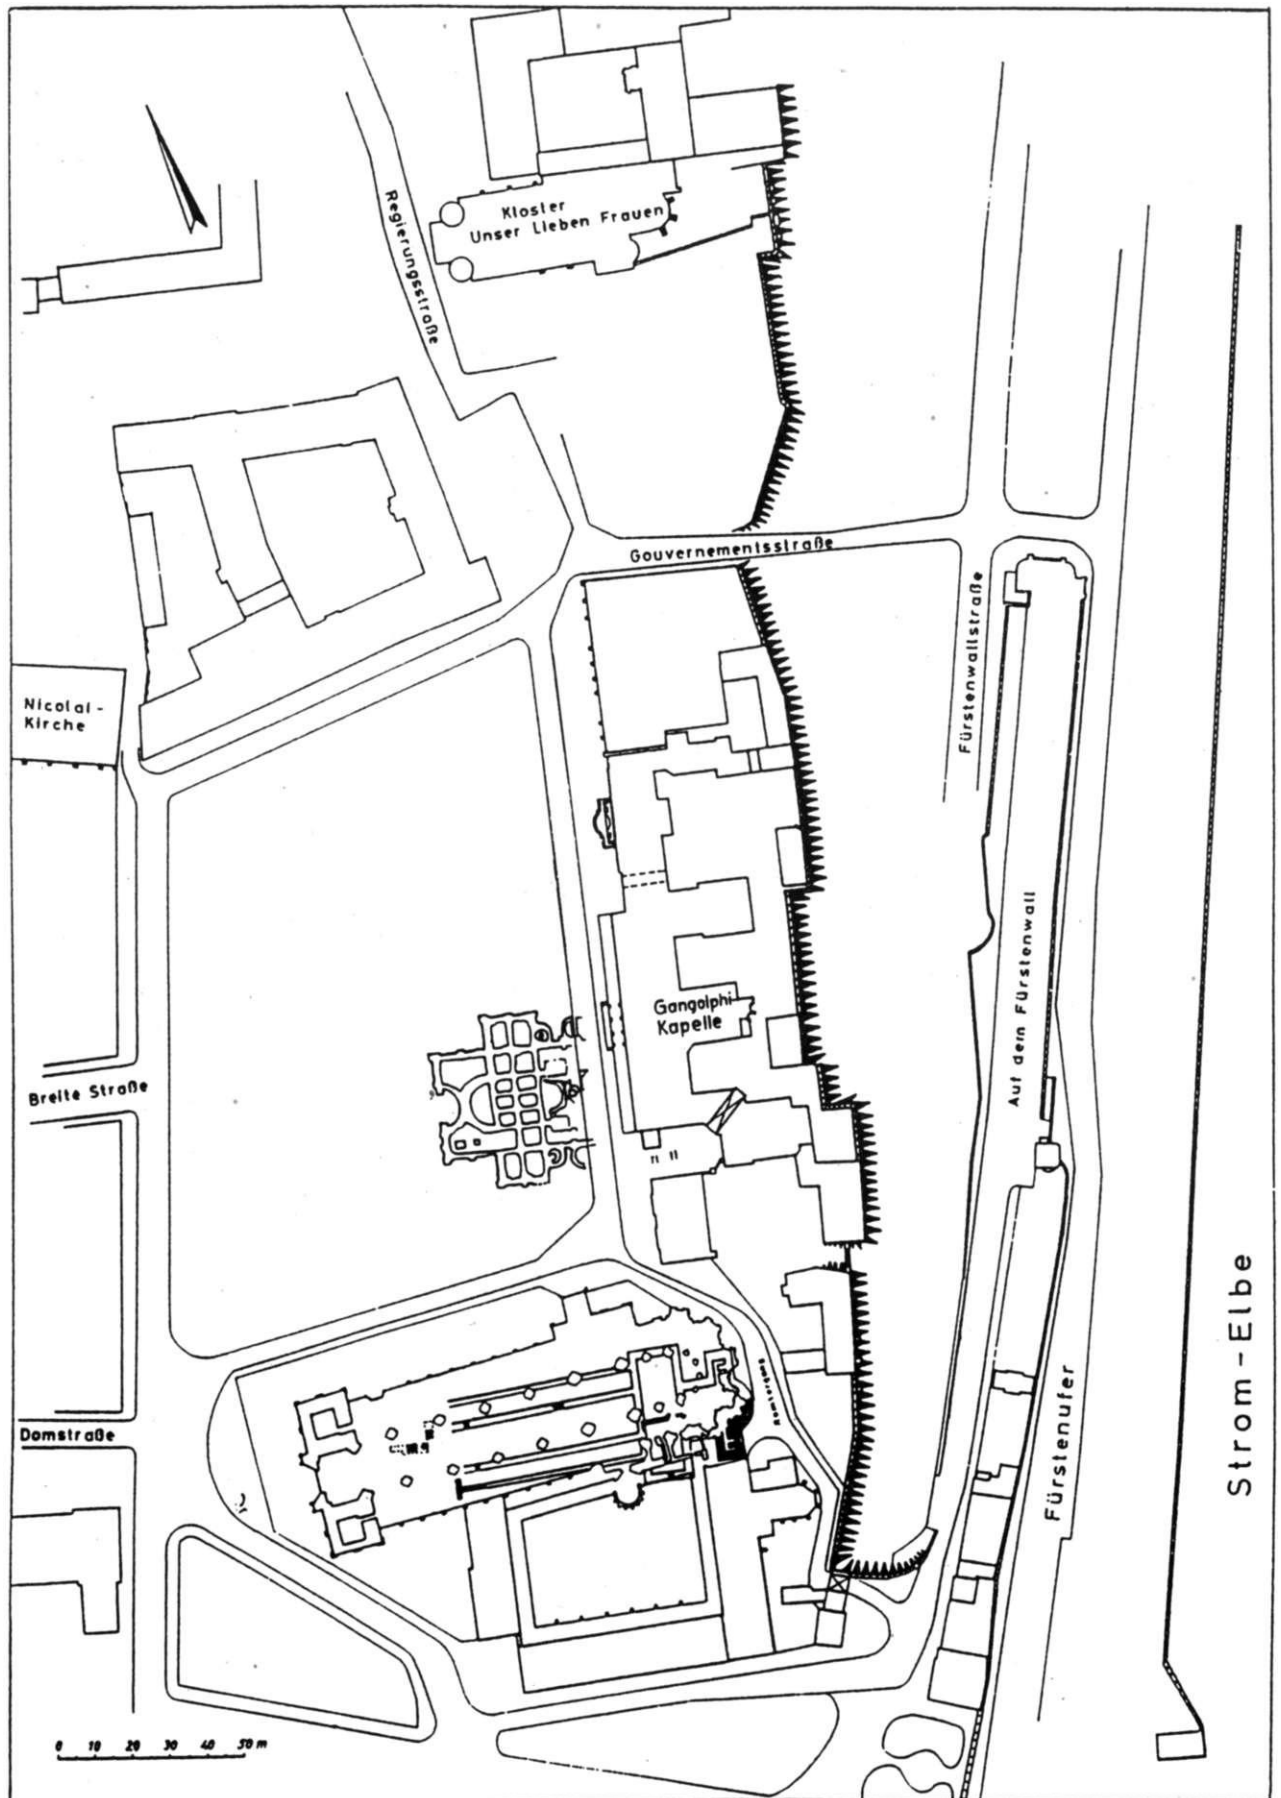 Kloster
Unser Lieben Frauen
Regierungsstraße
Gouvernementsstraße
Fürstenwallstraße
Nicolai-
Kirche
Auf dem Fürstenwall
Gangolphi
Kapelle
Breite Straße
Strom-Elbe
Domstraße
Fürstenufer
0 10 20 30 40 50 m